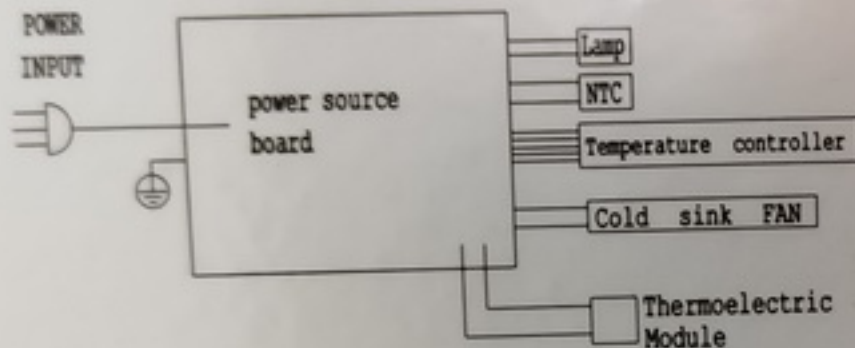 POWER
INPUT
power source
board
Lamp
NTC
Temperature controller
Cold sink FAN
Thermoelectric
Module